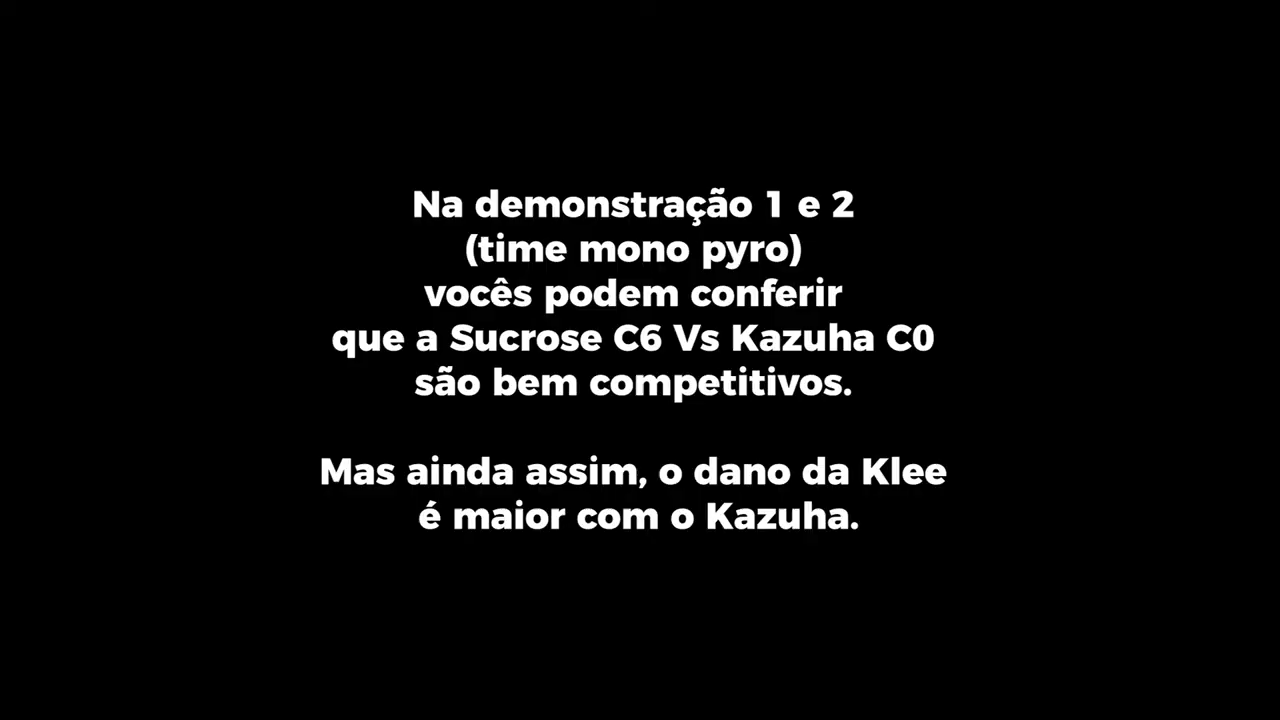 Na demonstração 1 e 2
(time mono pyro)
vocês podem conferir
que a Sucrose C6 Vs Kazuha C0
são bem competitivos.
Mas ainda assim, o dano da Klee
é maior com o Kazuha.